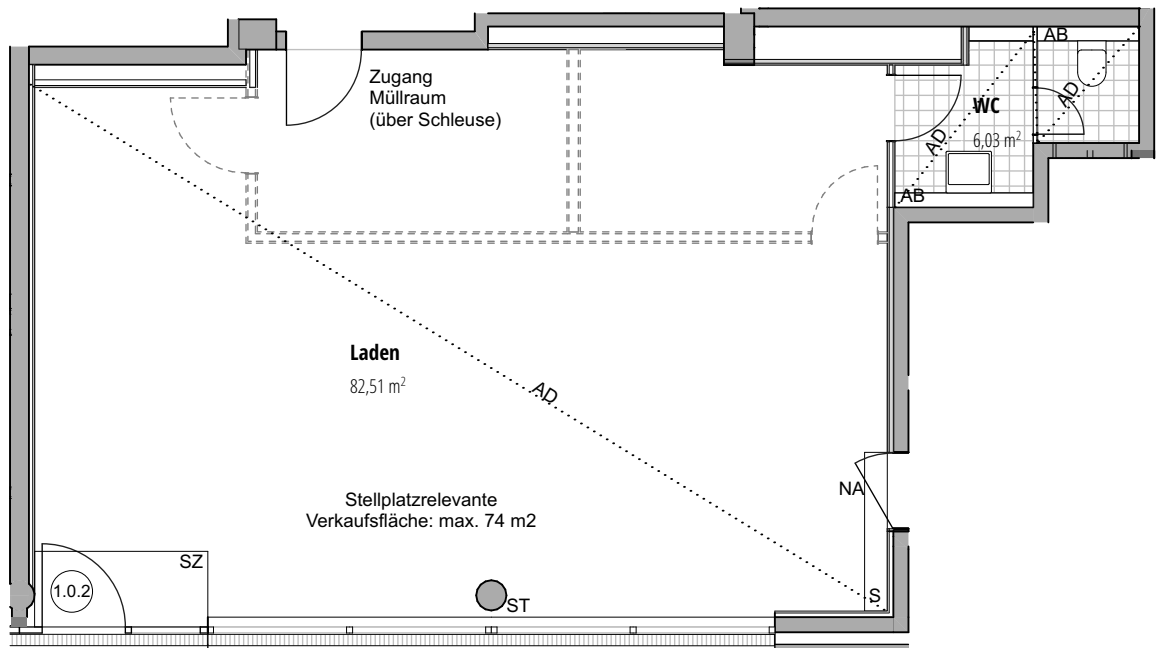 AB
Zugang
Müllraum
(über Schleuse)
AD
WC
6,03 m²
AD
AB
Laden
82,51 m²
AD
NA
Stellplatzrelevante
Verkaufsfläche: max. 74 m2
SZ
1.0.2
ST
S